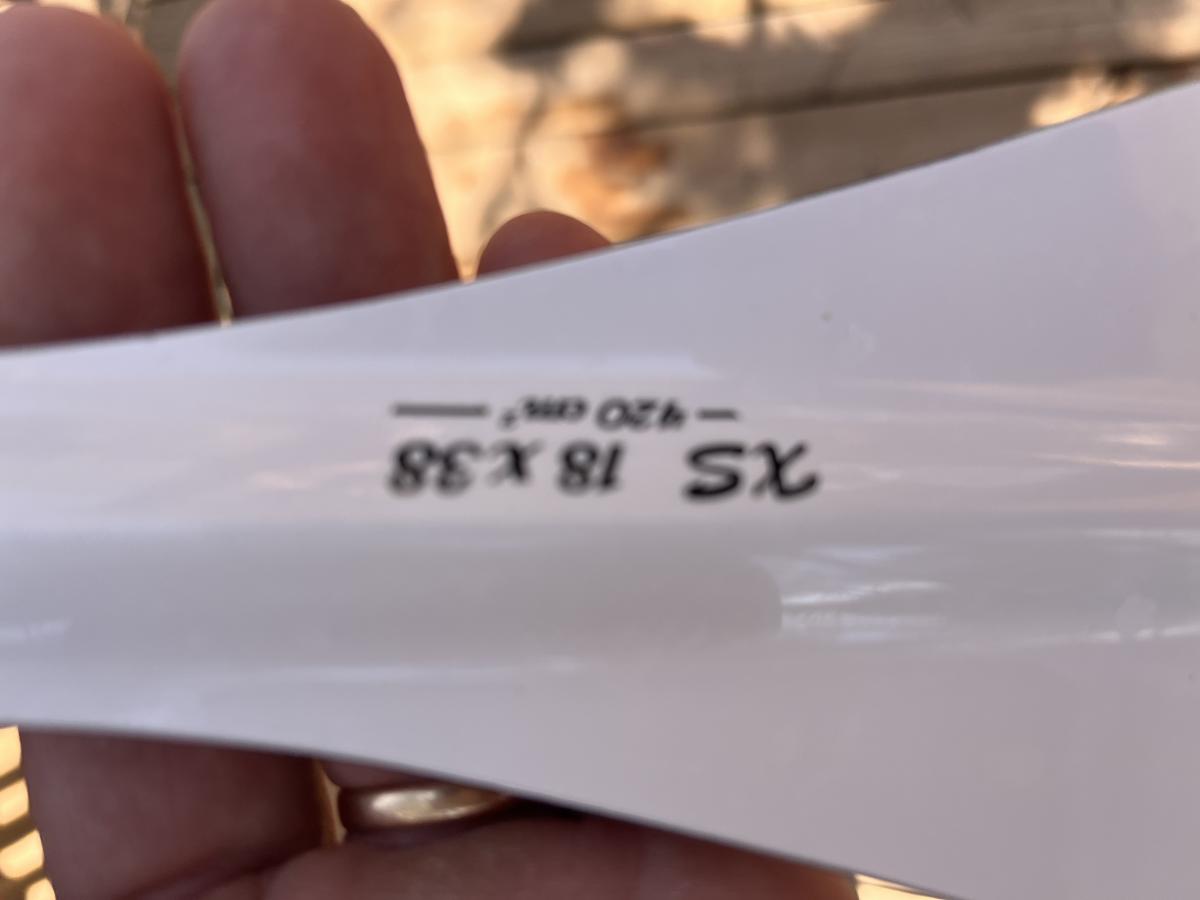 XS 18 x 38
— 420 cm² —